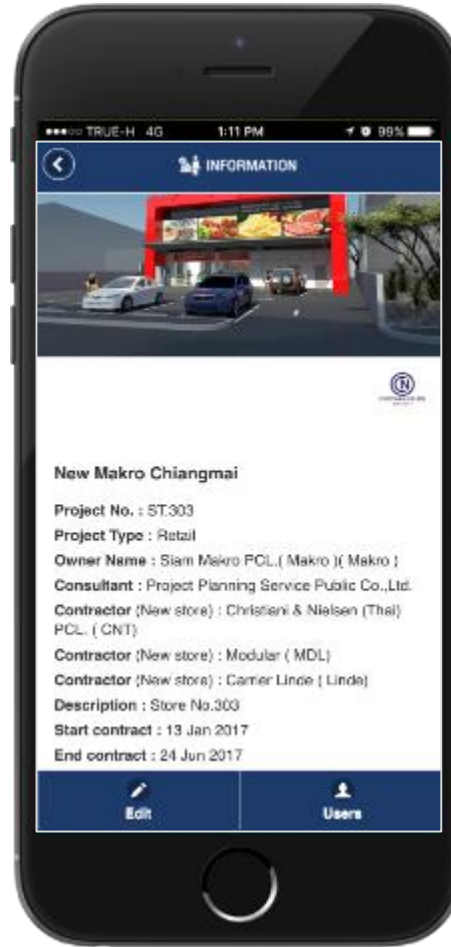 TRUE-H 4G 1:11 PM 99%
INFORMATION
CN
New Makro Chiangmai
Project No. : ST.303
Project Type : Retail
Owner Name : Siam Makro PCL.( Makro )( Makro )
Consultant : Project Planning Service Public Co.,Ltd.
Contractor (New store) : Christiani & Nielsen (Thai)
PCL. ( CNT)
Contractor (New store) : Modular ( MDL)
Contractor (New store) : Carrier Linde ( Linde)
Description : Store No.303
Start contract : 13 Jan 2017
End contract : 24 Jun 2017
Edit Users